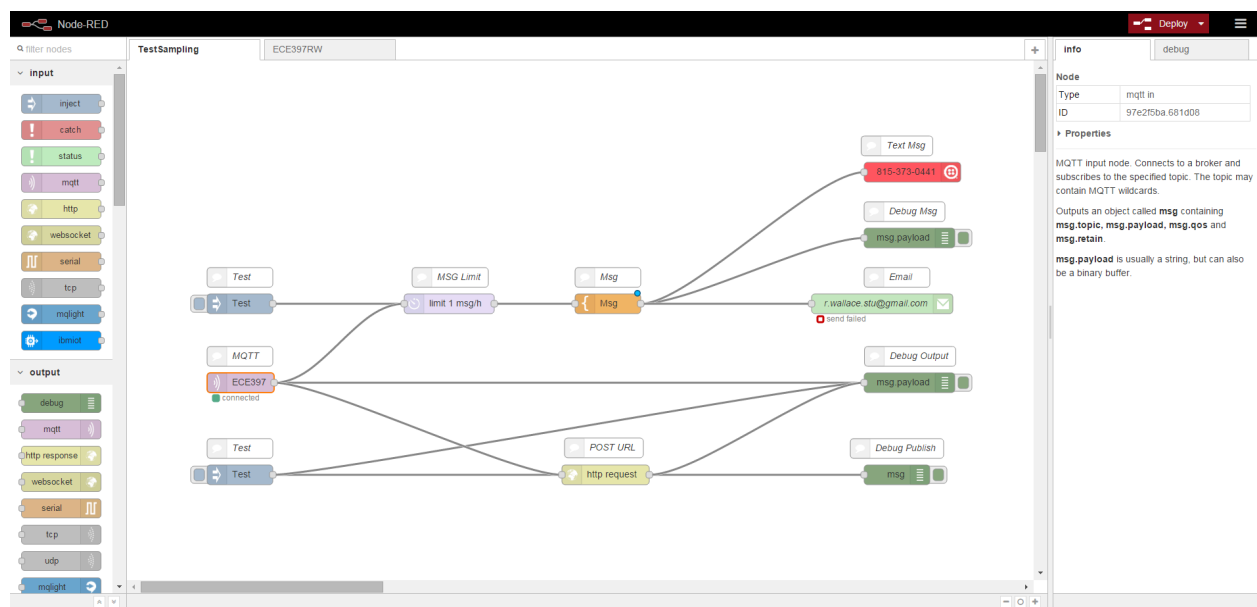 Node-RED
Deploy
filter nodes
input
inject
catch
status
mqtt
http
websocket
serial
tcp
mqlight
ibmiot
output
debug
mqtt
http response
websocket
serial
tcp
udp
mqlight
TestSampling
ECE397RW
Text Msg
815-373-0441
Debug Msg
msg.payload
Test
MSG Limit
Msg
Email
Test
limit 1 msg/h
Msg
r.wallace.stu@gmail.com
send failed
MQTT
Debug Output
ECE397
msg.payload
connected
Test
POST URL
Debug Publish
Test
http request
msg
info
debug
Node
Type mqtt in
ID 97e2f5ba.681d08
Properties
MQTT input node. Connects to a broker and
subscribes to the specified topic. The topic may
contain MQTT wildcards.
Outputs an object called msg containing
msg.topic, msg.payload, msg.qos and
msg.retain.
msg.payload is usually a string, but can also
be a binary buffer.